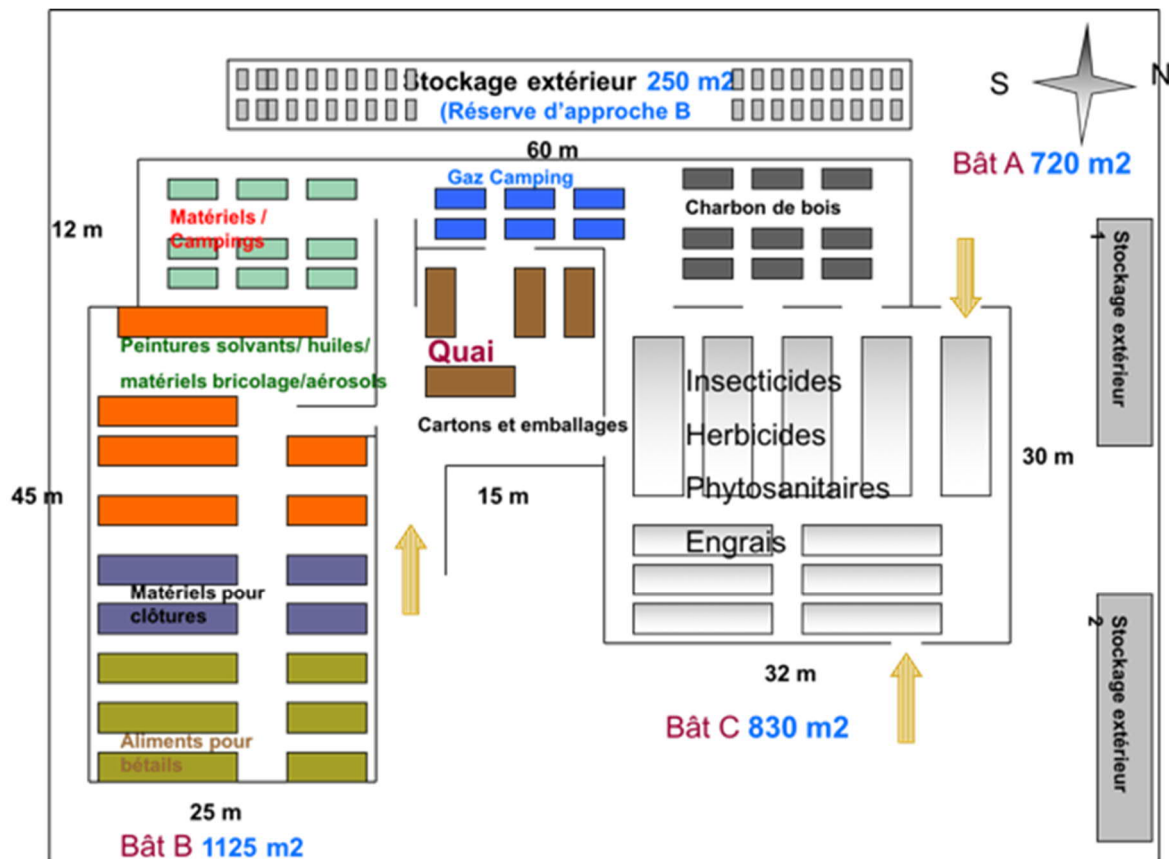 Stockage extérieur 250 m2
(Réserve d'approche B
S
N
60 m
Bât A 720 m2
Gaz Camping
Charbon de bois
Matériels /
Campings
12 m
Stockage extérieur
1
Peintures solvants/ huiles/
matériels bricolage/aérosols
Quai
Cartons et emballages
Insecticides
Herbicides
Phytosanitaires
Engrais
30 m
45 m
15 m
Matériels pour
clôtures
Stockage extérieur
2
32 m
Bât C 830 m2
Aliments pour
bétails
25 m
Bât B 1125 m2